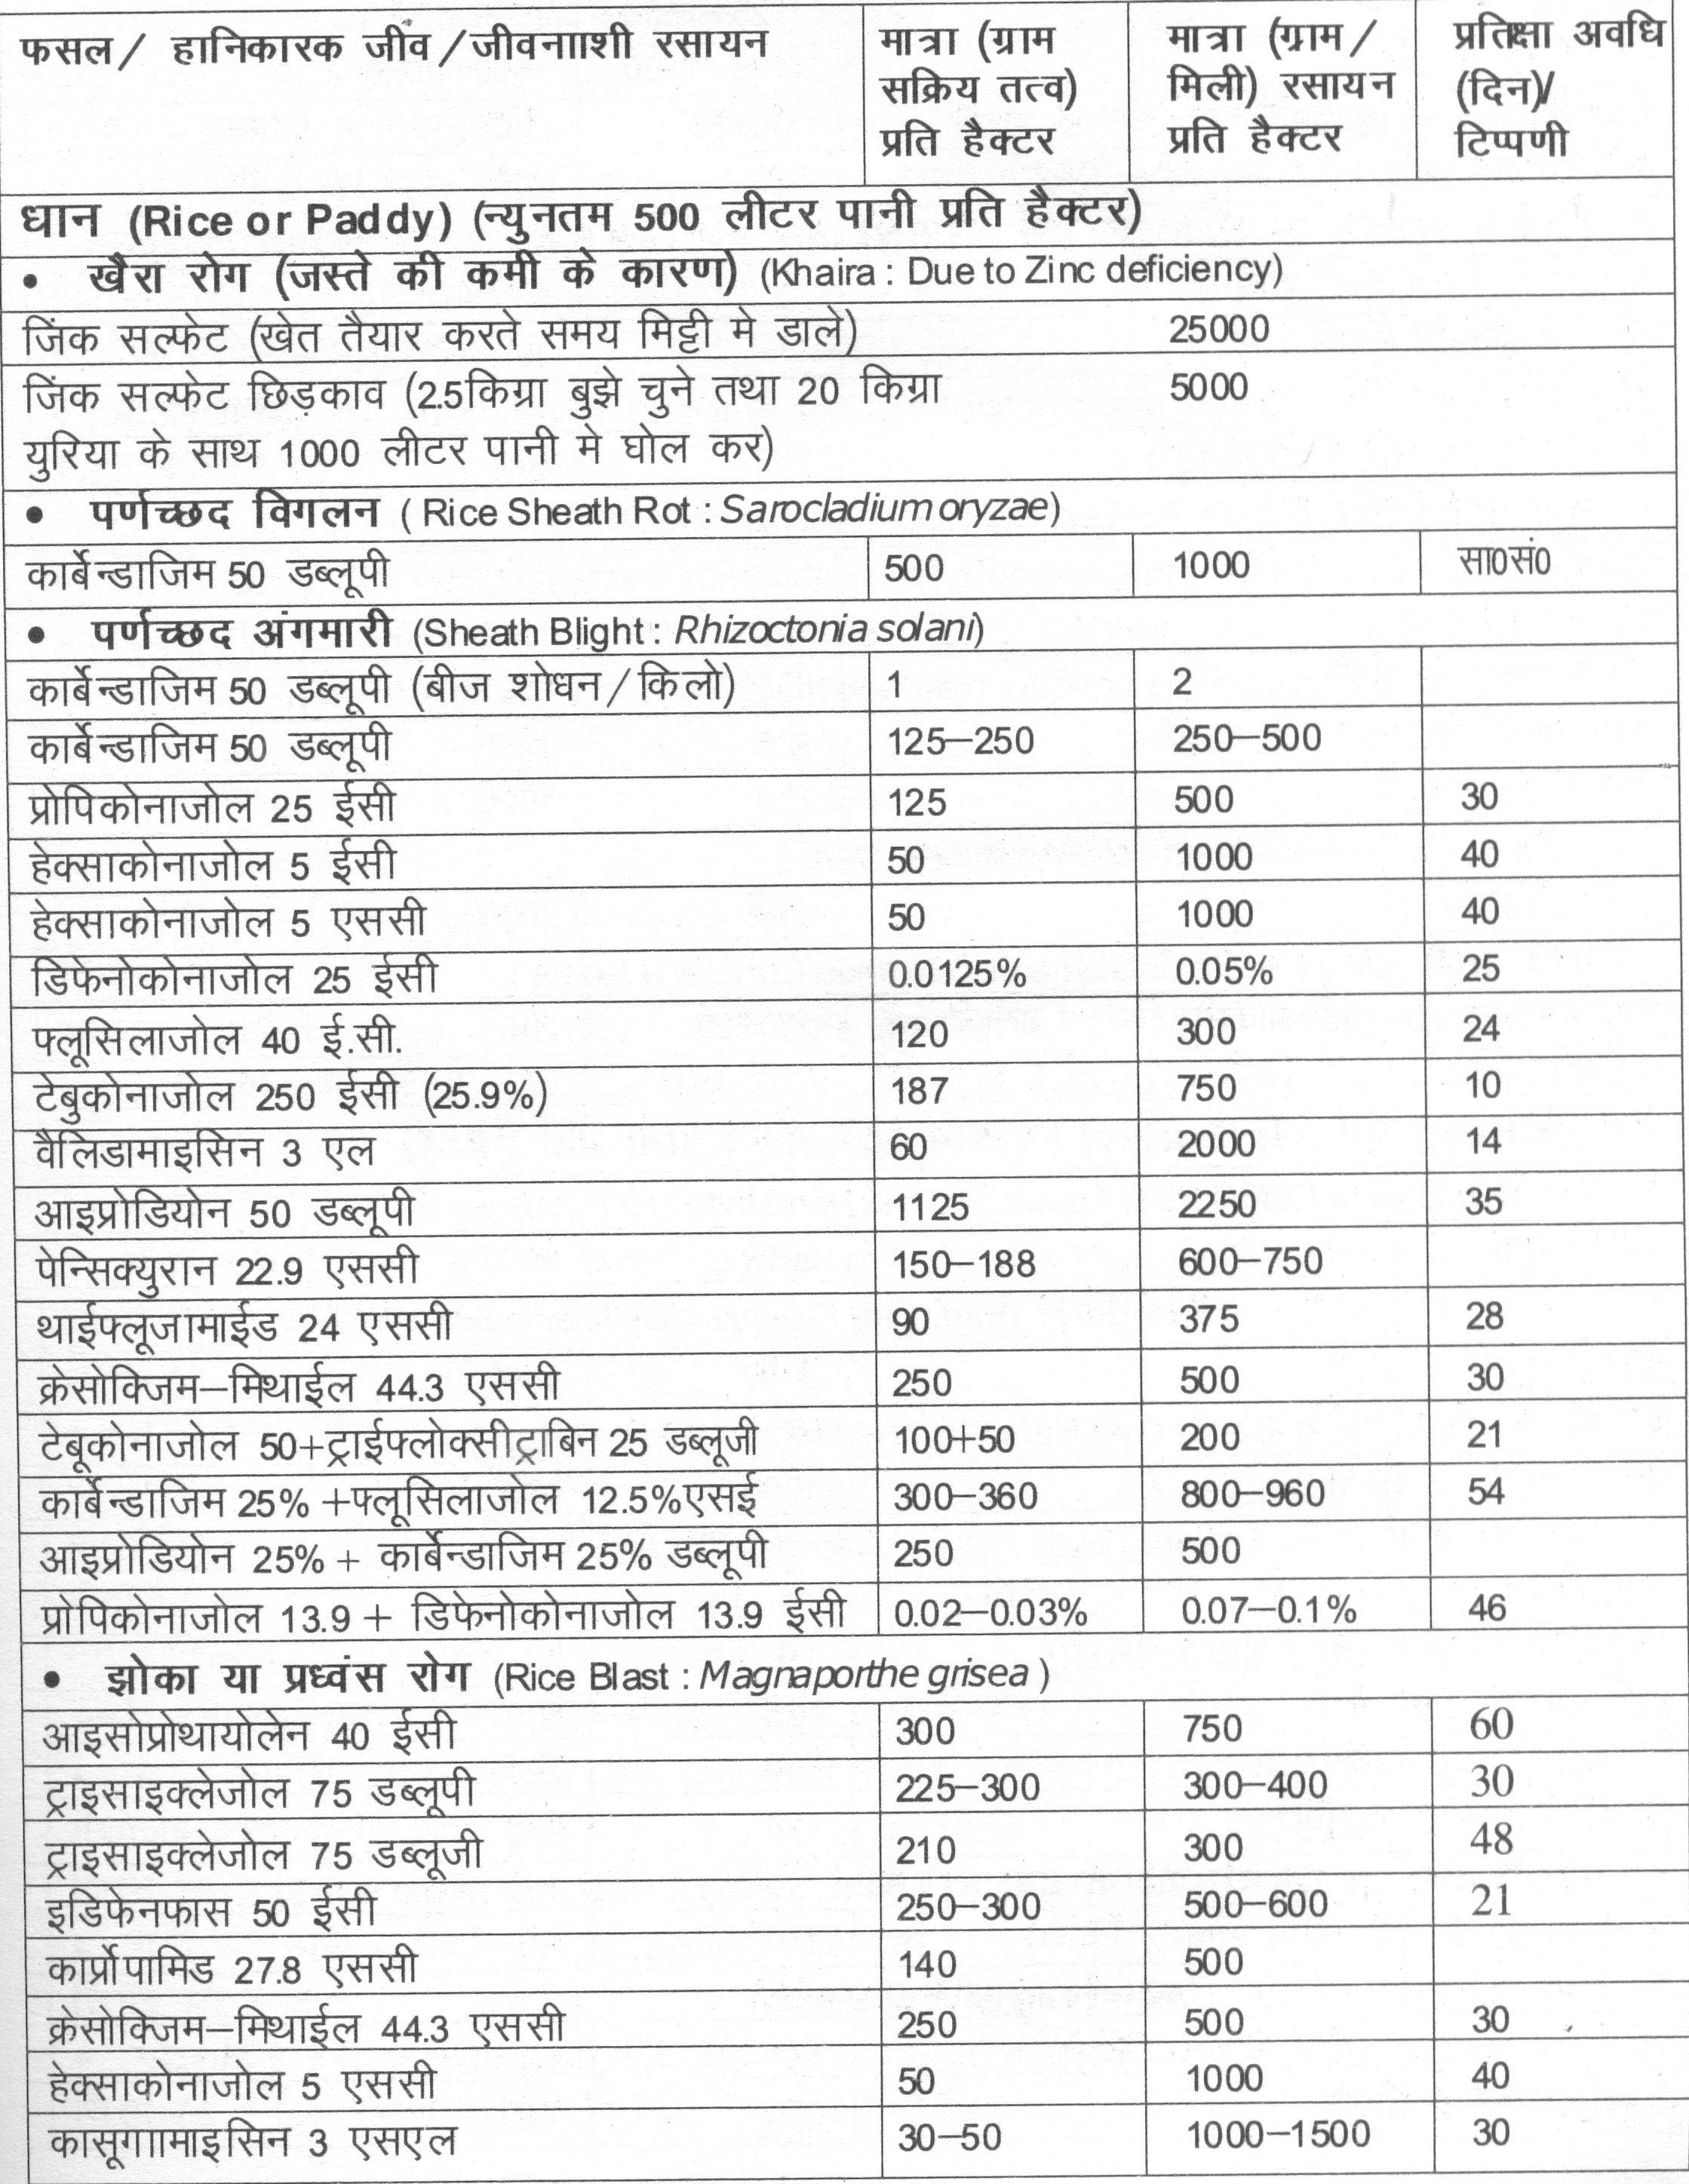 फसल/ हानिकारक जीव/जीवनााशी रसायन मात्रा (ग्राम सक्रिय तत्व) प्रति हैक्टर मात्रा (ग्राम/ मिली) रसायन प्रति हैक्टर प्रतिक्षा अवधि (दिन)/ टिप्पणी
धान (Rice or Paddy) (न्युनतम 500 लीटर पानी प्रति हैक्टर)
• खैरा रोग (जस्ते की कमी के कारण) (Khaira : Due to Zinc deficiency)
जिंक सल्फेट (खेत तैयार करते समय मिट्टी मे डाले) 25000
जिंक सल्फेट छिड़काव (2.5किग्रा बुझे चुने तथा 20 किग्रा 5000
युरिया के साथ 1000 लीटर पानी मे घोल कर)
• पर्णच्छद विगलन ( Rice Sheath Rot : Sarocladium oryzae)
कार्बेन्डाजिम 50 डब्लूपी 500 1000 सा0सं0
• पर्णच्छद अंगमारी (Sheath Blight : Rhizoctonia solani)
कार्बेन्डाजिम 50 डब्लूपी (बीज शोधन/किलो) 1 2
कार्बेन्डाजिम 50 डब्लूपी 125–250 250–500
प्रोपिकोनाजोल 25 ईसी 125 500 30
हेक्साकोनाजोल 5 ईसी 50 1000 40
हेक्साकोनाजोल 5 एससी 50 1000 40
डिफेनोकोनाजोल 25 ईसी 0.0125% 0.05% 25
फ्लूसिलाजोल 40 ई.सी. 120 300 24
टेबुकोनाजोल 250 ईसी (25.9%) 187 750 10
वैलिडामाइसिन 3 एल 60 2000 14
आइप्रोडियोन 50 डब्लूपी 1125 2250 35
पेन्सिक्युरान 22.9 एससी 150–188 600–750
थाईफ्लूजामाईड 24 एससी 90 375 28
क्रेसोक्जिम–मिथाईल 44.3 एससी 250 500 30
टेबूकोनाजोल 50+ट्राईफ्लोक्सीट्राबिन 25 डब्लूजी 100+50 200 21
कार्बेन्डाजिम 25% +फ्लूसिलाजोल 12.5%एसई 300–360 800–960 54
आइप्रोडियोन 25% + कार्बेन्डाजिम 25% डब्लूपी 250 500
प्रोपिकोनाजोल 13.9 + डिफेनोकोनाजोल 13.9 ईसी 0.02–0.03% 0.07–0.1% 46
• झोका या प्रध्वंस रोग (Rice Blast : Magnaporthe grisea )
आइसोप्रोथायोलेन 40 ईसी 300 750 60
ट्राइसाइक्लेजोल 75 डब्लूपी 225–300 300–400 30
ट्राइसाइक्लेजोल 75 डब्लूजी 210 300 48
इडिफेनफास 50 ईसी 250–300 500–600 21
कार्प्रोपामिड 27.8 एससी 140 500
क्रेसोक्जिम–मिथाईल 44.3 एससी 250 500 30
हेक्साकोनाजोल 5 एससी 50 1000 40
कासूगाामाइसिन 3 एसएल 30–50 1000–1500 30